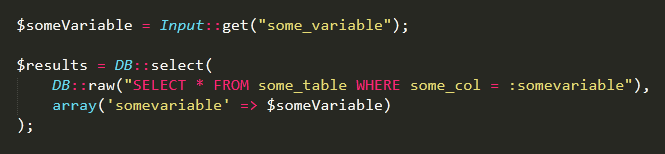 $someVariable = Input::get("some_variable");
$results = DB::select(
DB::raw("SELECT * FROM some_table WHERE some_col = :somevariable"),
array('somevariable' => $someVariable)
);